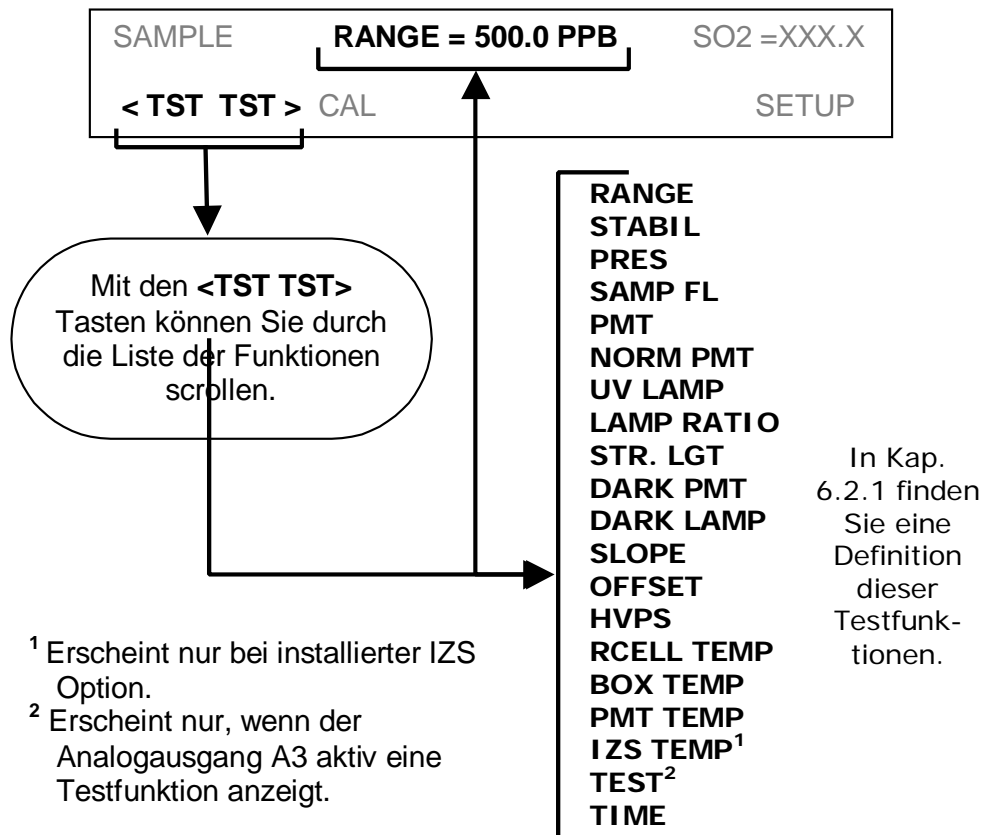 SAMPLE RANGE = 500.0 PPB SO2 =XXX.X
< TST TST > CAL SETUP
Mit den <TST TST>
Tasten können Sie durch
die Liste der Funktionen
scrollen.
RANGE
STABIL
PRES
SAMP FL
PMT
NORM PMT
UV LAMP
LAMP RATIO
STR. LGT
DARK PMT
DARK LAMP
SLOPE
OFFSET
HVPS
RCELL TEMP
BOX TEMP
PMT TEMP
IZS TEMP¹
TEST²
TIME
In Kap.
6.2.1 finden
Sie eine
Definition
dieser
Testfunk-
tionen.
¹ Erscheint nur bei installierter IZS
Option.
² Erscheint nur, wenn der
Analogausgang A3 aktiv eine
Testfunktion anzeigt.